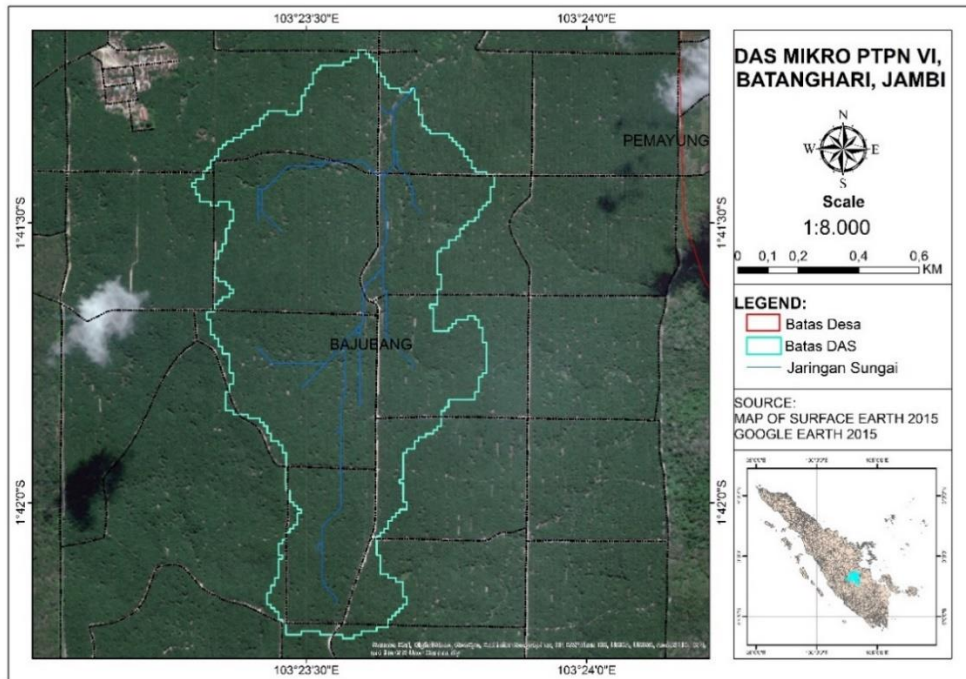 103°23'30"E
103°24'0"E
PEMAYUNG
BAJUBANG
1°41'30"S
1°42'0"S
1°41'30"S
1°42'0"S
103°23'30"E
103°24'0"E
DAS MIKRO PTPN VI,
BATANGHARI, JAMBI
N
W E
S
Scale
1:8.000
0 0,1 0,2 0,4 0,6
KM
LEGEND:
Batas Desa
Batas DAS
Jaringan Sungai
SOURCE:
MAP OF SURFACE EARTH 2015
GOOGLE EARTH 2015